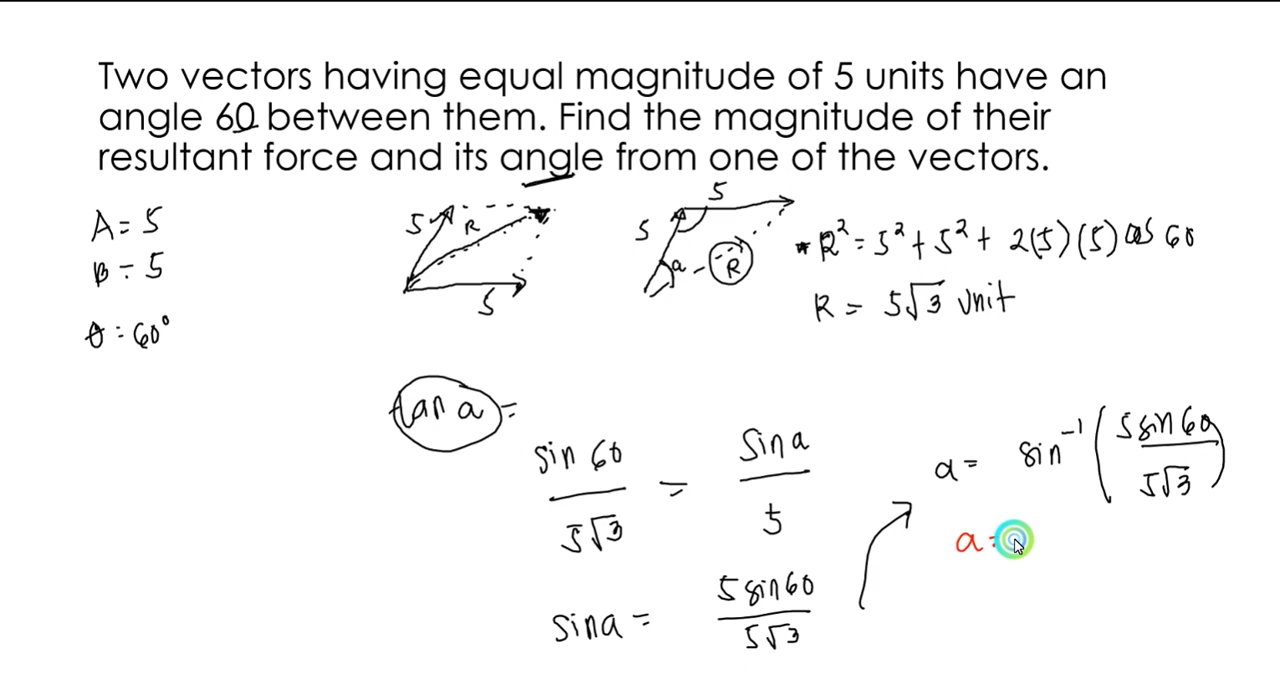 Two vectors having equal magnitude of 5 units have an
angle 60 between them. Find the magnitude of their
resultant force and its angle from one of the vectors.
A = 5
B = 5
θ = 60°
5
R
5
5
5
a
R
R² = 5² + 5² + 2(5)(5) cos 60
R = 5√3 unit
tan a =
sin 60 / 5√3 = sin a / 5
sin a = 5 sin 60 / 5√3
a = sin⁻¹ (5 sin 60 / 5√3)
a =